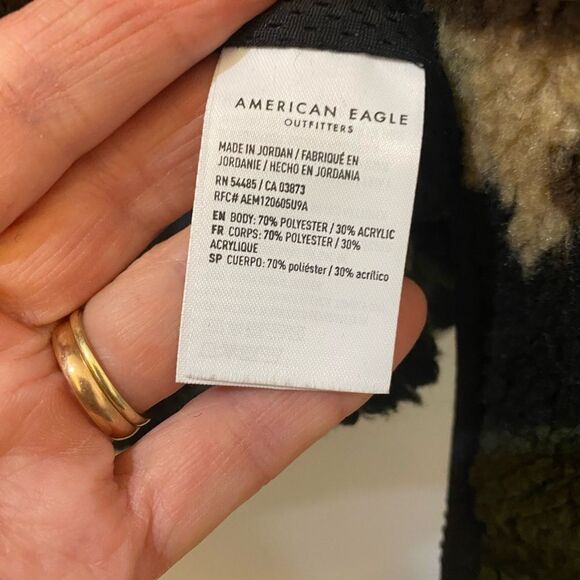 AMERICAN EAGLE
OUTFITTERS
MADE IN JORDAN / FABRIQUÉ EN
JORDANIE / HECHO EN JORDANIA
RN 54485 / CA 03873
RFC# AEM120605U9A
EN BODY: 70% POLYESTER / 30% ACRYLIC
FR CORPS: 70% POLYESTER / 30%
ACRYLIQUE
SP CUERPO: 70% poliéster / 30% acrílico